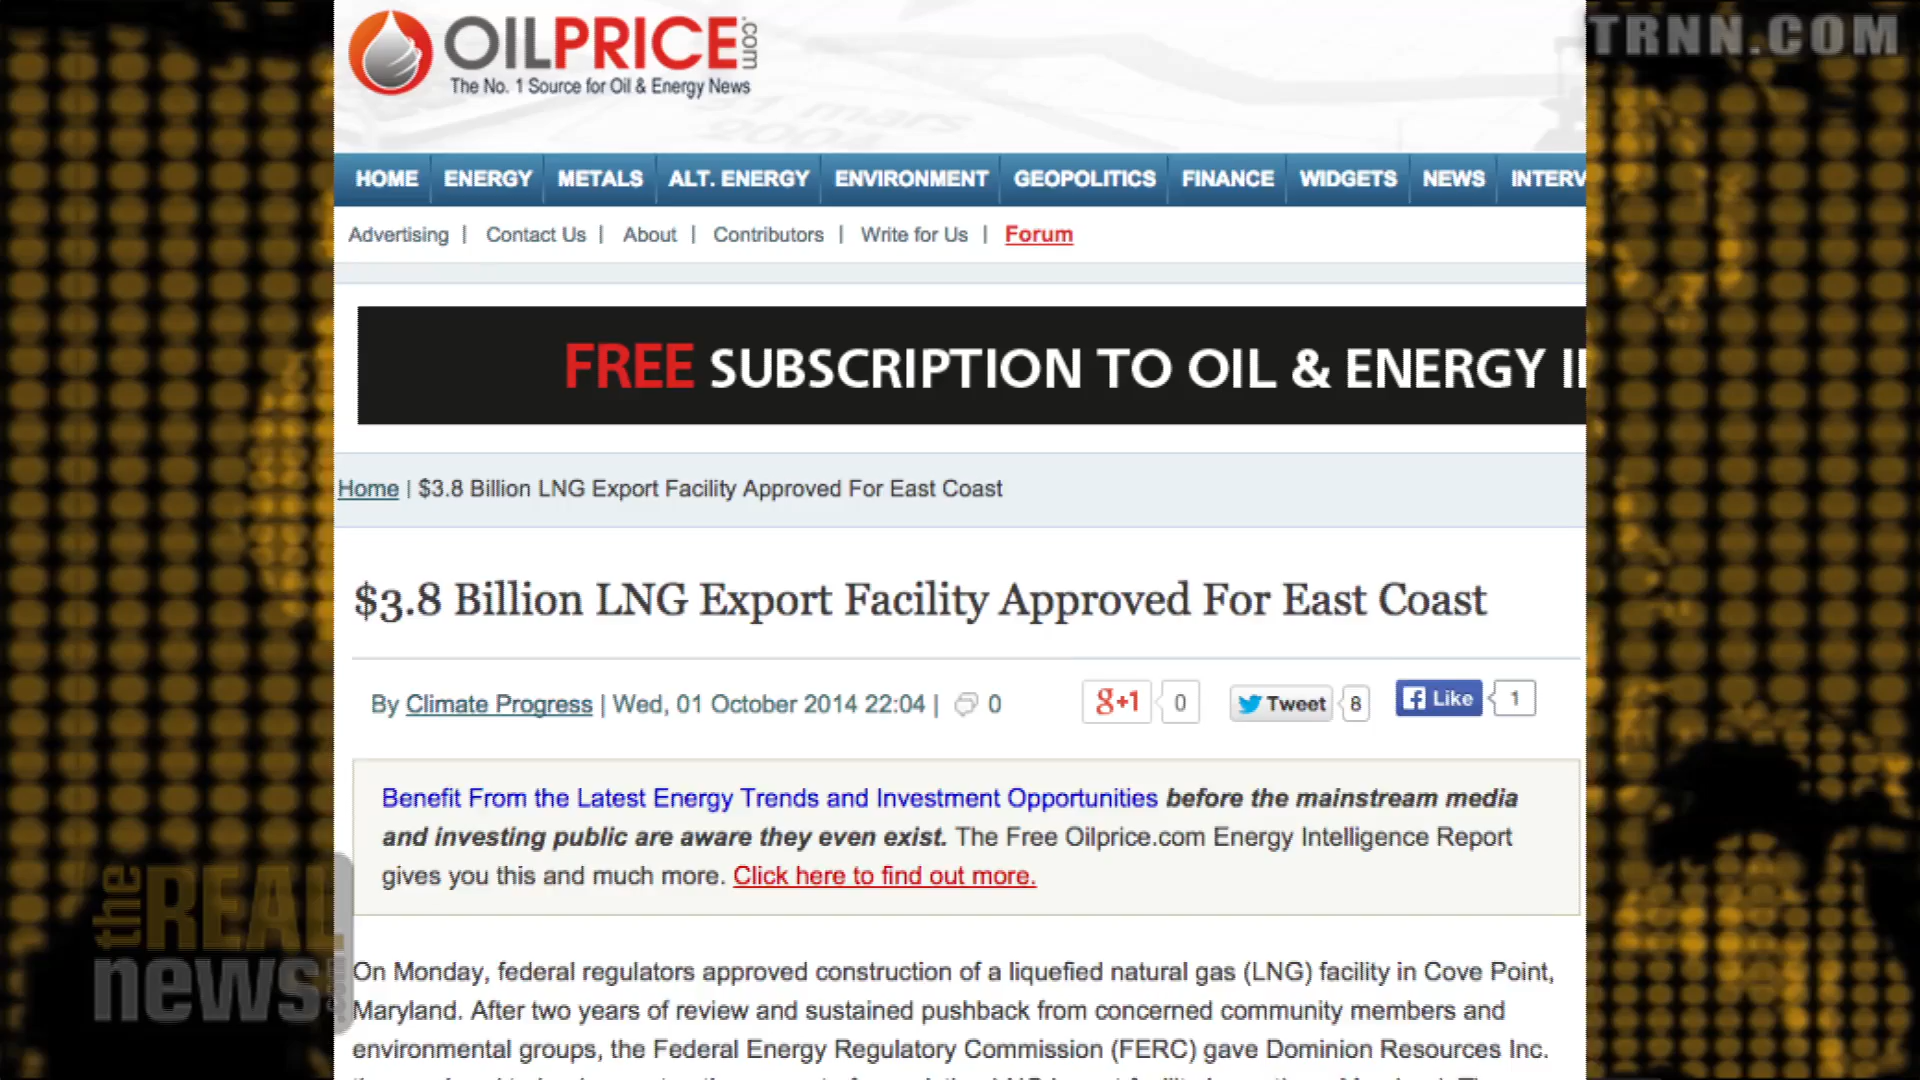 TRNN.COM
OILPRICE.com
The No. 1 Source for Oil & Energy News
HOME ENERGY METALS ALT. ENERGY ENVIRONMENT GEOPOLITICS FINANCE WIDGETS NEWS INTERV
Advertising | Contact Us | About | Contributors | Write for Us | Forum
FREE SUBSCRIPTION TO OIL & ENERGY
Home | $3.8 Billion LNG Export Facility Approved For East Coast
$3.8 Billion LNG Export Facility Approved For East Coast
By Climate Progress | Wed, 01 October 2014 22:04 | 0
g+1 0 Tweet 8 Like 1
Benefit From the Latest Energy Trends and Investment Opportunities before the mainstream media
and investing public are aware they even exist. The Free Oilprice.com Energy Intelligence Report
gives you this and much more. Click here to find out more.
On Monday, federal regulators approved construction of a liquefied natural gas (LNG) facility in Cove Point,
Maryland. After two years of review and sustained pushback from concerned community members and
environmental groups, the Federal Energy Regulatory Commission (FERC) gave Dominion Resources Inc.
the REAL
news.com